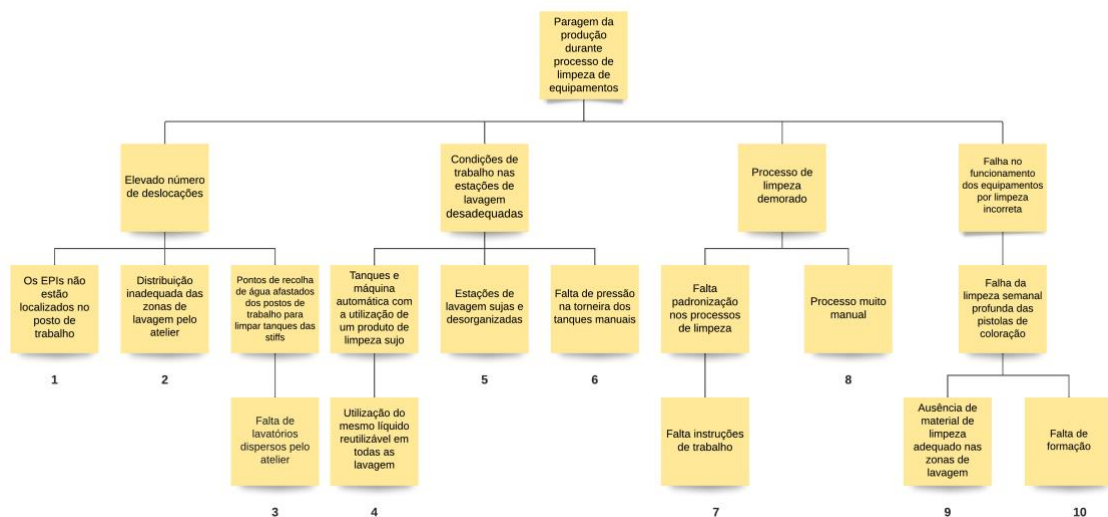 Paragem da
produção
durante
processo de
limpeza de
equipamentos
Elevado número
de deslocações
Condições de
trabalho nas
estações de
lavagem
desadequadas
Processo de
limpeza
demorado
Falha no
funcionamento
dos equipamentos
por limpeza
incorreta
Os EPIs não
estão
localizados no
posto de
trabalho
Distribuição
inadequada das
zonas de
lavagem pelo
atelier
Pontos de recolha
de água afastados
dos postos de
trabalho para
limpar tanques das
stiffs
Tanques e
máquina
automática com
a utilização de
um produto de
limpeza sujo
Estações de
lavagem sujas e
desorganizadas
Falta de pressão
na torneira dos
tanques manuais
Falta
padronização
nos processos
de limpeza
Processo muito
manual
Falha da
limpeza semanal
profunda das
pistolas de
coloração
1
2
5
6
8
Falta de
lavatórios
dispersos pelo
atelier
Utilização do
mesmo líquido
reutilizável em
todas as
lavagem
Falta instruções
de trabalho
Ausência de
material de
limpeza
adequado nas
zonas de
lavagem
Falta de
formação
3
4
7
9
10